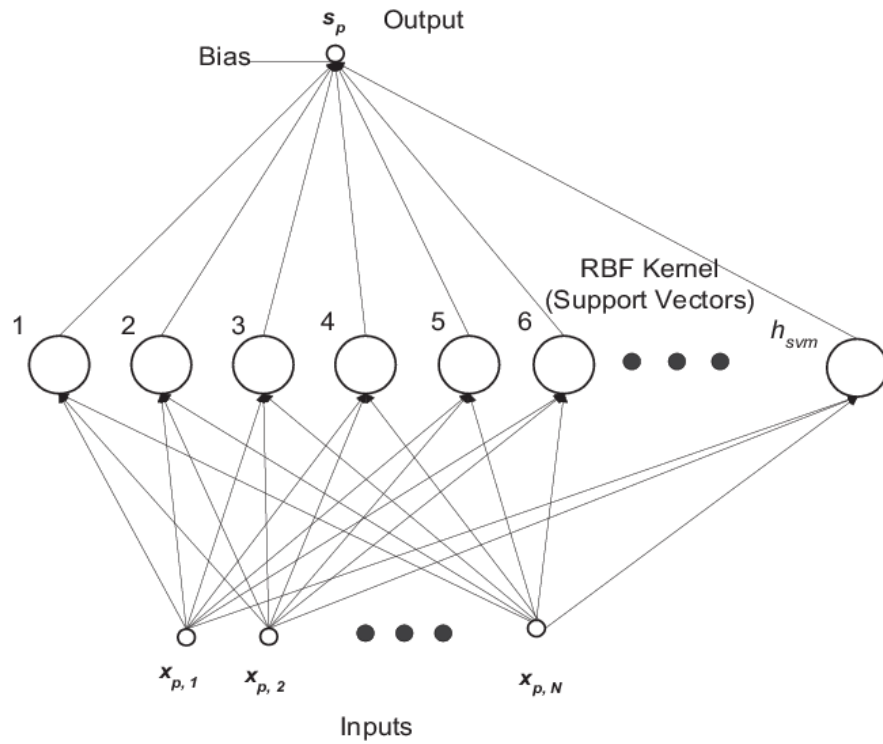 s_p Output
Bias
RBF Kernel
(Support Vectors)
1 2 3 4 5 6 h_svm
x_p, 1 x_p, 2 x_p, N
Inputs